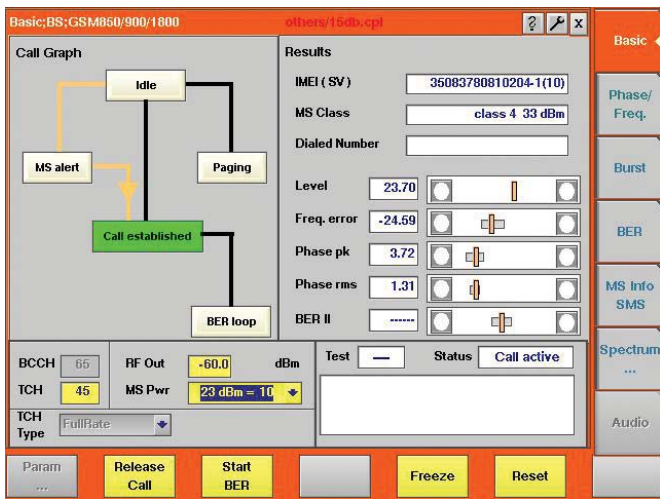 Basic;BS;GSM850/900/1800
others/15db.cpl
? x
Basic
Call Graph
Results
Idle
IMEI ( SV )
35083780810204-1(10)
MS Class
class 4 33 dBm
Dialed Number
MS alert
Paging
Level
23.70
Call established
Freq. error
-24.59
Phase pk
3.72
Phase rms
1.31
BER loop
BER II
------
Phase/
Freq.
Burst
BER
MS Info
SMS
Spectrum
...
Audio
BCCH
65
RF Out
-60.0
dBm
TCH
45
MS Pwr
23 dBm = 10
TCH
Type
FullRate
Test
—
Status
Call active
Param
...
Release
Call
Start
BER
Freeze
Reset